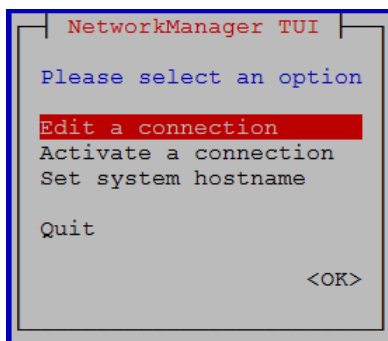 NetworkManager TUI
Please select an option
Edit a connection
Activate a connection
Set system hostname
Quit
<OK>